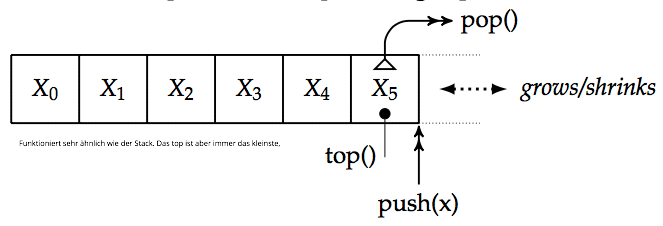 pop()
X0 X1 X2 X3 X4 X5
grows/shrinks
Funktioniert sehr ähnlich wie der Stack. Das top ist aber immer das kleinste,
top()
push(x)